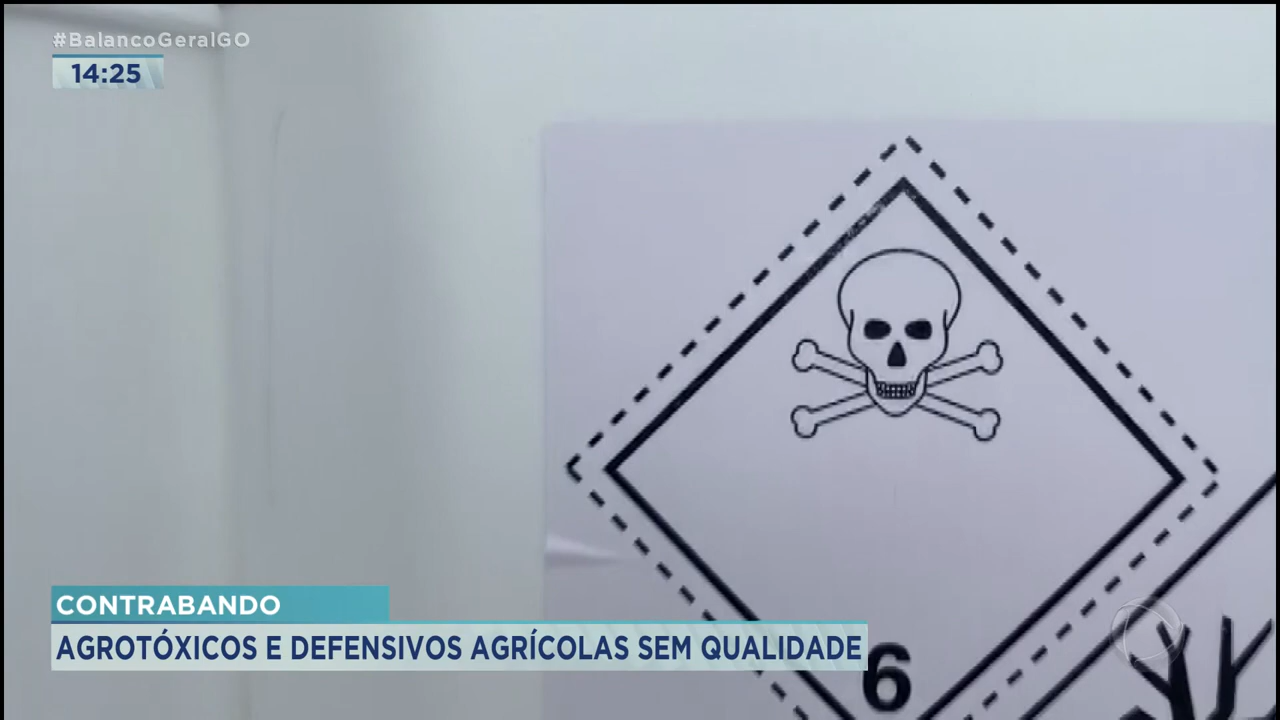 #BalancoGeralGO
14:25
CONTRABANDO
AGROTÓXICOS E DEFENSIVOS AGRÍCOLAS SEM QUALIDADE
6